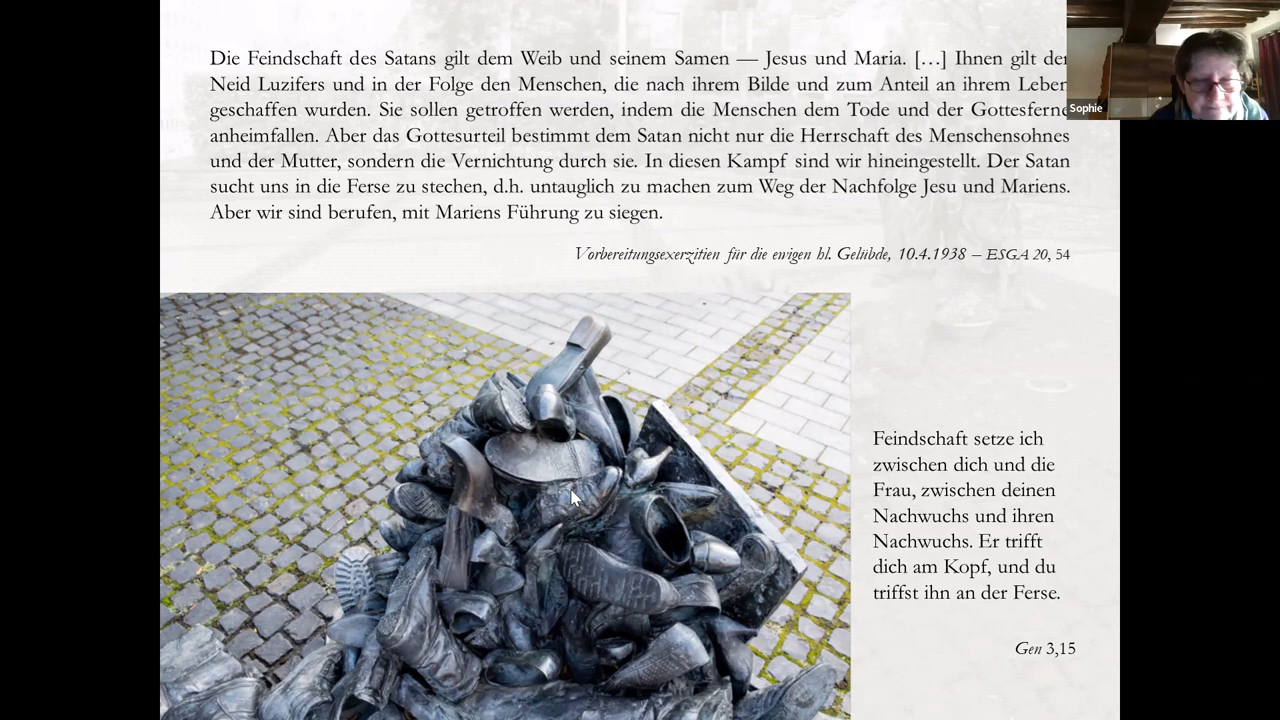 Die Feindschaft des Satans gilt dem Weib und seinem Samen — Jesus und Maria. […] Ihnen gilt der
Neid Luzifers und in der Folge den Menschen, die nach ihrem Bilde und zum Anteil an ihrem Leben
geschaffen wurden. Sie sollen getroffen werden, indem die Menschen dem Tode und der Gottesferne
anheimfallen. Aber das Gottesurteil bestimmt dem Satan nicht nur die Herrschaft des Menschensohnes
und der Mutter, sondern die Vernichtung durch sie. In diesen Kampf sind wir hineingestellt. Der Satan
sucht uns in die Ferse zu stechen, d.h. untauglich zu machen zum Weg der Nachfolge Jesu und Mariens.
Aber wir sind berufen, mit Mariens Führung zu siegen.
Vorbereitungsexerzitien für die ewigen hl. Gelübde, 10.4.1938 – ESGA 20, 54
Sophie
Feindschaft setze ich
zwischen dich und die
Frau, zwischen deinen
Nachwuchs und ihren
Nachwuchs. Er trifft
dich am Kopf, und du
triffst ihn an der Ferse.
Gen 3,15